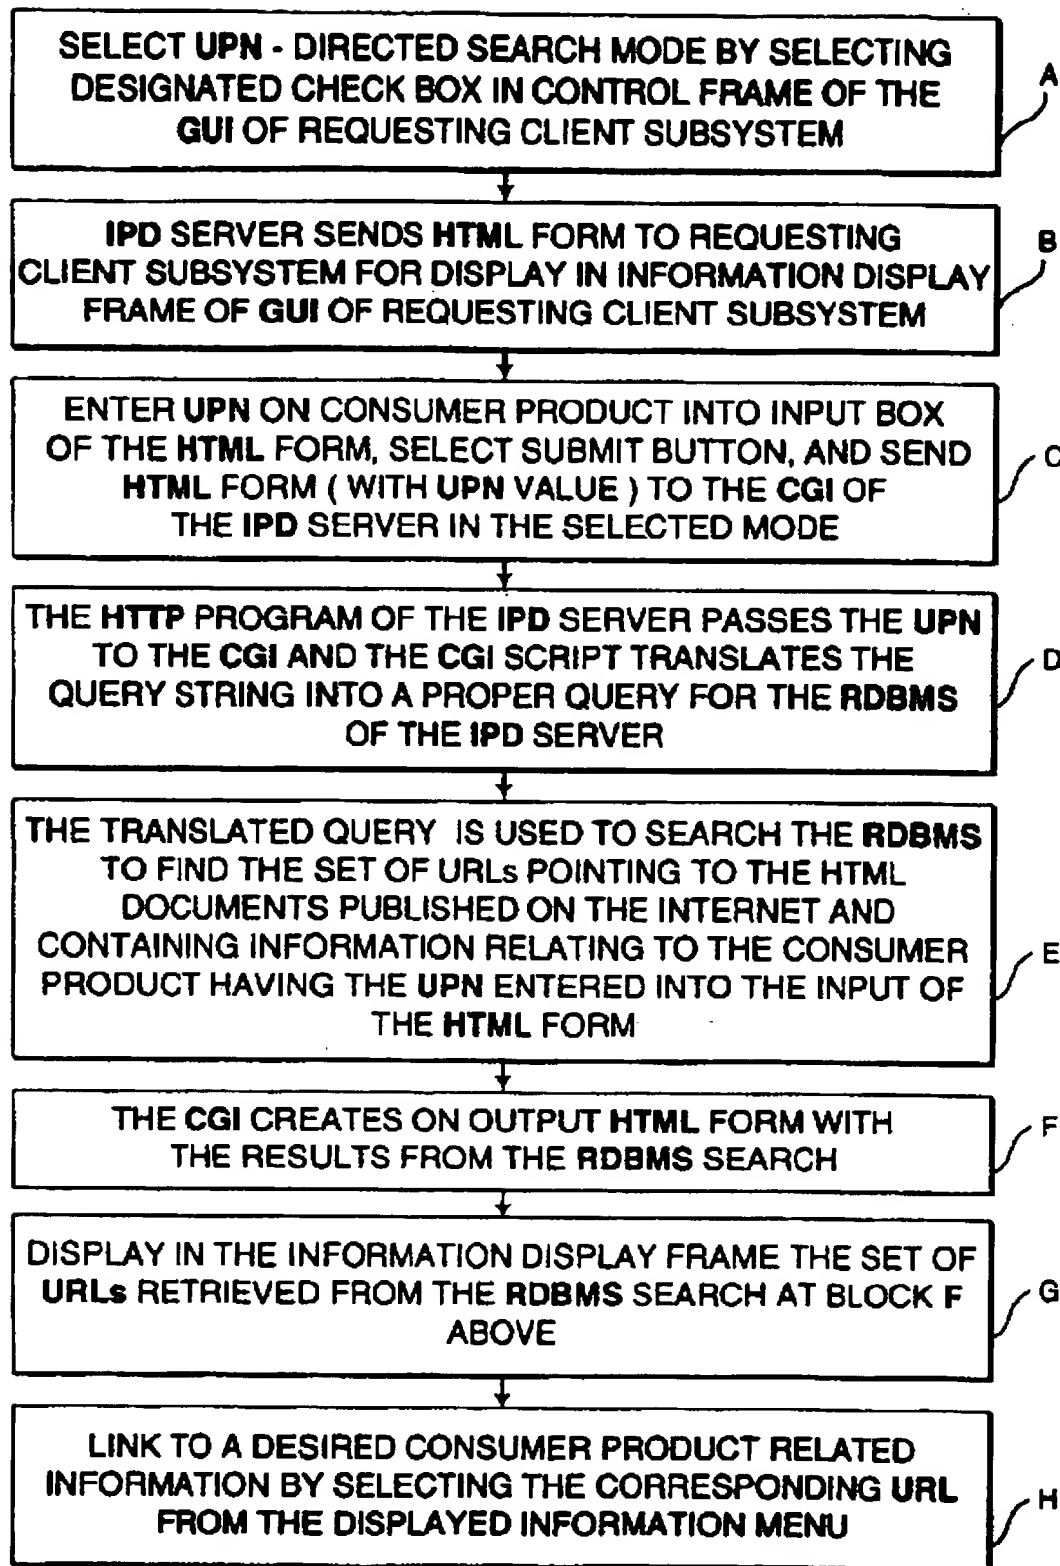 SELECT UPN - DIRECTED SEARCH MODE BY SELECTING
DESIGNATED CHECK BOX IN CONTROL FRAME OF THE
GUI OF REQUESTING CLIENT SUBSYSTEM
A
IPD SERVER SENDS HTML FORM TO REQUESTING
CLIENT SUBSYSTEM FOR DISPLAY IN INFORMATION DISPLAY
FRAME OF GUI OF REQUESTING CLIENT SUBSYSTEM
B
ENTER UPN ON CONSUMER PRODUCT INTO INPUT BOX
OF THE HTML FORM, SELECT SUBMIT BUTTON, AND SEND
HTML FORM ( WITH UPN VALUE ) TO THE CGI OF
THE IPD SERVER IN THE SELECTED MODE
C
THE HTTP PROGRAM OF THE IPD SERVER PASSES THE UPN
TO THE CGI AND THE CGI SCRIPT TRANSLATES THE
QUERY STRING INTO A PROPER QUERY FOR THE RDBMS
OF THE IPD SERVER
D
THE TRANSLATED QUERY IS USED TO SEARCH THE RDBMS
TO FIND THE SET OF URLs POINTING TO THE HTML
DOCUMENTS PUBLISHED ON THE INTERNET AND
CONTAINING INFORMATION RELATING TO THE CONSUMER
PRODUCT HAVING THE UPN ENTERED INTO THE INPUT OF
THE HTML FORM
E
THE CGI CREATES ON OUTPUT HTML FORM WITH
THE RESULTS FROM THE RDBMS SEARCH
F
DISPLAY IN THE INFORMATION DISPLAY FRAME THE SET OF
URLs RETRIEVED FROM THE RDBMS SEARCH AT BLOCK F
ABOVE
G
LINK TO A DESIRED CONSUMER PRODUCT RELATED
INFORMATION BY SELECTING THE CORRESPONDING URL
FROM THE DISPLAYED INFORMATION MENU
H